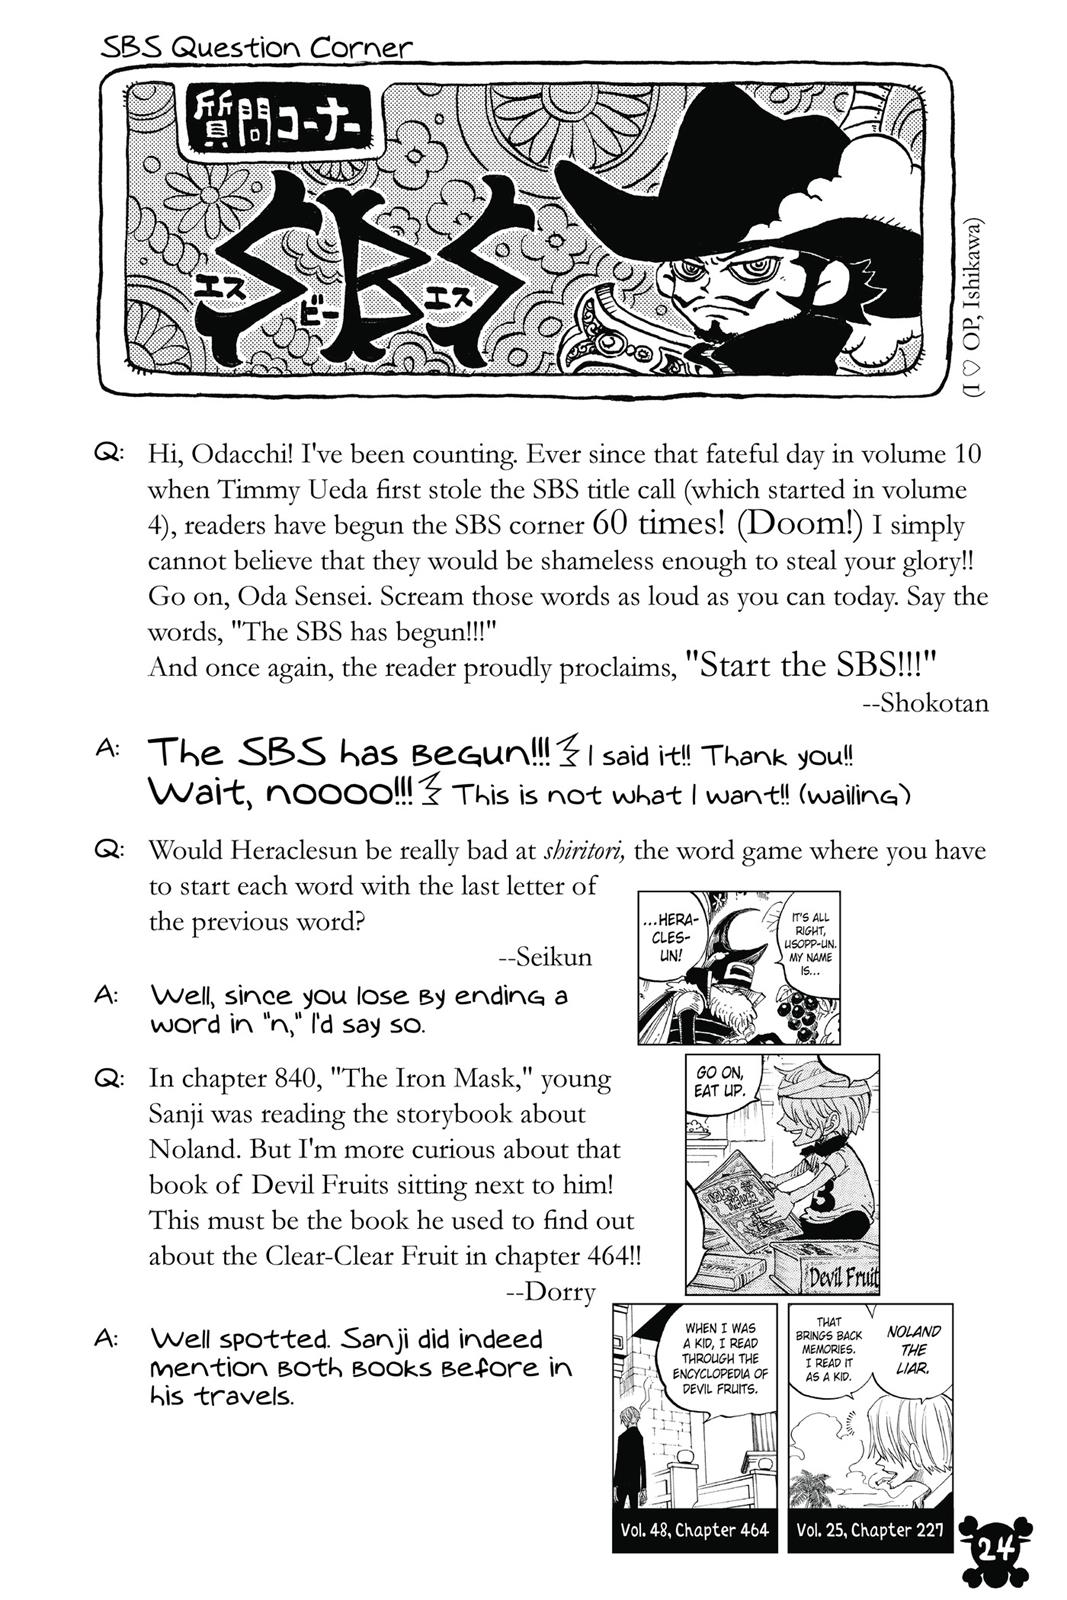 SBS Question Corner
質問コーナー
SBS
エス
ビー
エス
(I ♡ OP, Ishikawa)
Q: Hi, Odacchi! I've been counting. Ever since that fateful day in volume 10
when Timmy Ueda first stole the SBS title call (which started in volume
4), readers have begun the SBS corner 60 times! (Doom!) I simply
cannot believe that they would be shameless enough to steal your glory!!
Go on, Oda Sensei. Scream those words as loud as you can today. Say the
words, "The SBS has begun!!!"
And once again, the reader proudly proclaims, "Start the SBS!!!"
--Shokotan
A: The SBS has begun!!! I said it!! Thank you!!
Wait, noooo!!! This is not what I want!! (wailing)
Q: Would Heraclesun be really bad at shiritori, the word game where you have
to start each word with the last letter of
the previous word?
--Seikun
A: Well, since you lose by ending a
word in "n," I'd say so.
IT'S ALL
RIGHT,
USOPP-UN.
MY NAME
IS...
...HERA-
CLES-
UN!
Q: In chapter 840, "The Iron Mask," young
Sanji was reading the storybook about
Noland. But I'm more curious about that
book of Devil Fruits sitting next to him!
This must be the book he used to find out
about the Clear-Clear Fruit in chapter 464!!
--Dorry
GO ON,
EAT UP.
3
Devil Fruit
A: Well spotted. Sanji did indeed
mention both books before in
his travels.
WHEN I WAS
A KID, I READ
THROUGH THE
ENCYCLOPEDIA OF
DEVIL FRUITS.
Vol. 48, Chapter 464
NOLAND
THE
LIAR.
THAT
BRINGS BACK
MEMORIES.
I READ IT
AS A KID.
Vol. 25, Chapter 227
24